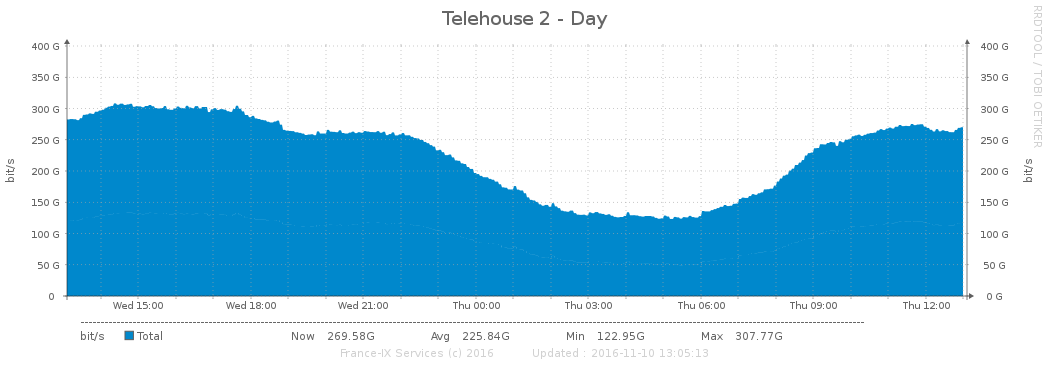 Telehouse 2 - Day
RRDTOOL / TOBI OETIKER
400 G 400 G
350 G 350 G
300 G 300 G
250 G 250 G
200 G 200 G
150 G 150 G
100 G 100 G
50 G 50 G
0 0 G
bit/s bit/s
Wed 15:00 Wed 18:00 Wed 21:00 Thu 00:00 Thu 03:00 Thu 06:00 Thu 09:00 Thu 12:00
bit/s Total Now 269.58G Avg 225.84G Min 122.95G Max 307.77G
France-IX Services (c) 2016 Updated : 2016-11-10 13:05:13